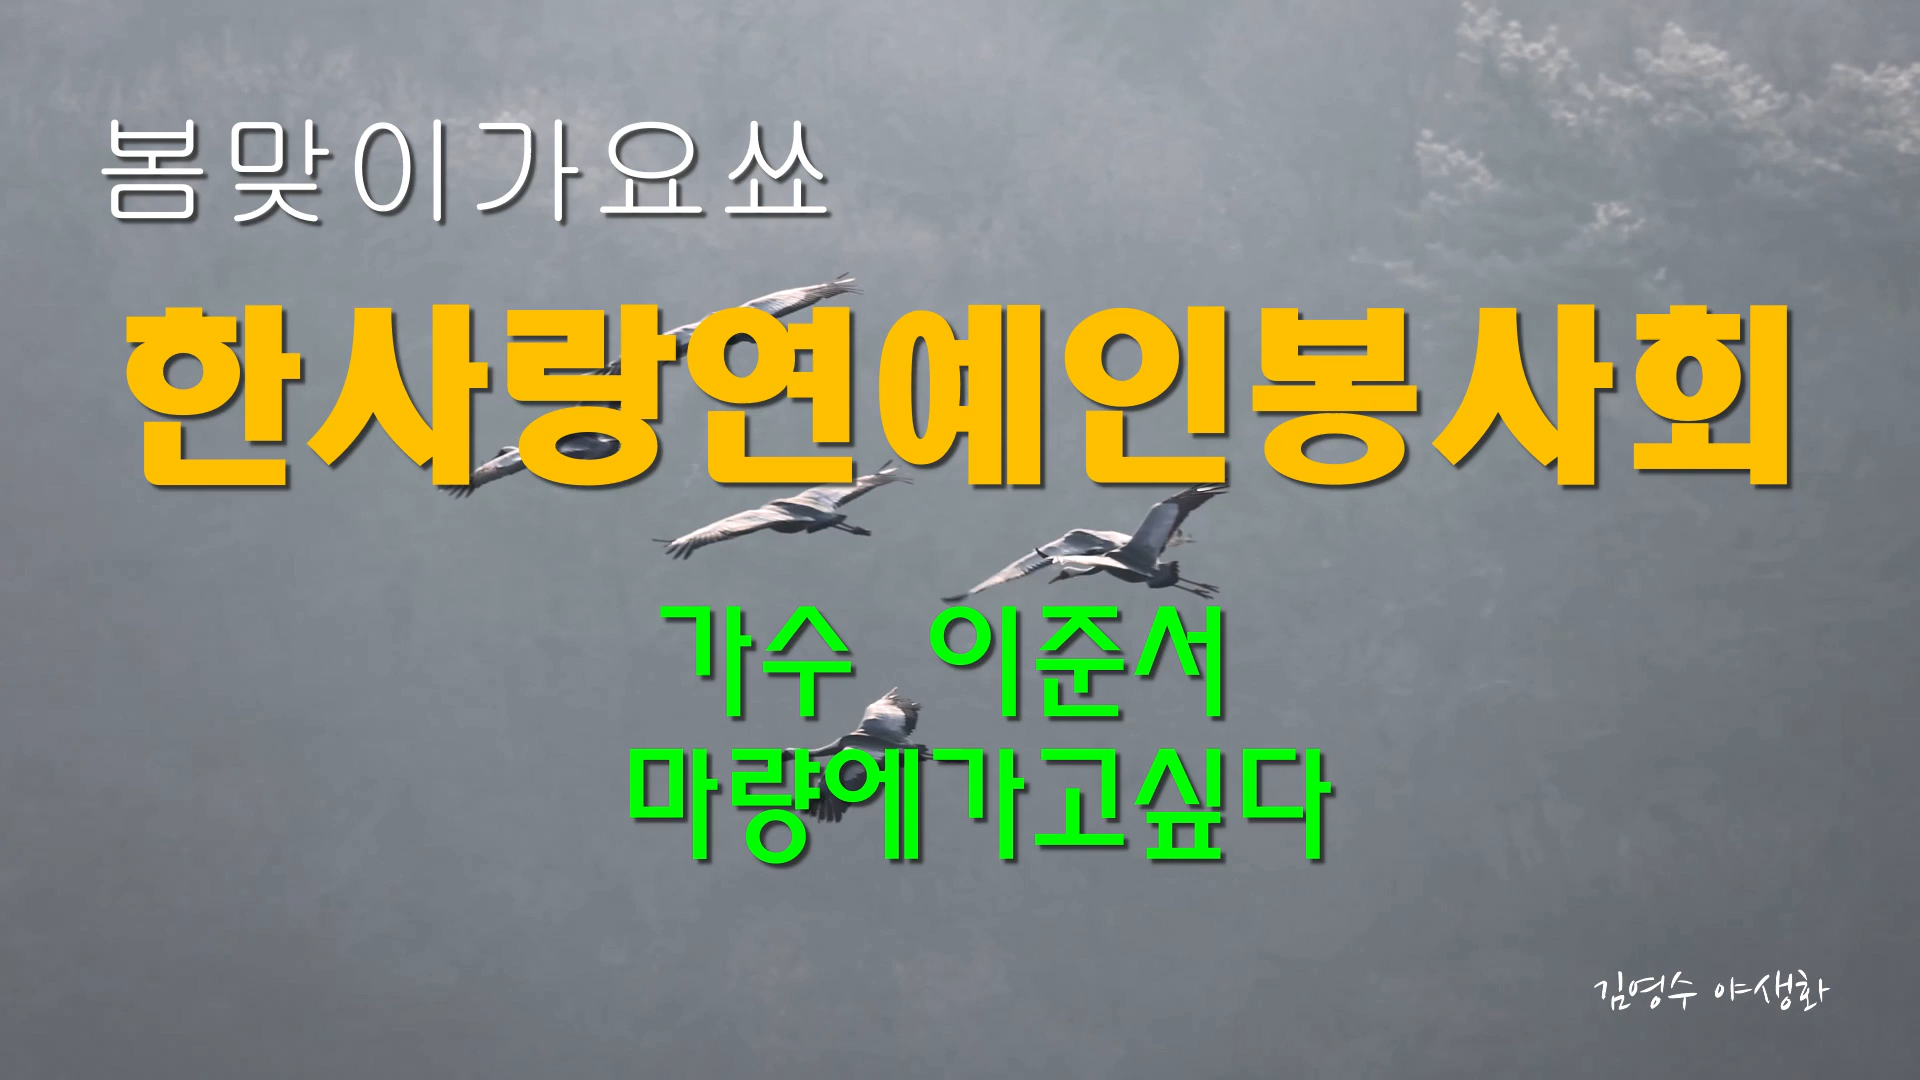 봄맞이가요쑈
한사랑연예인봉사회
가수 이준서
마량에가고싶다
김영수 야생화